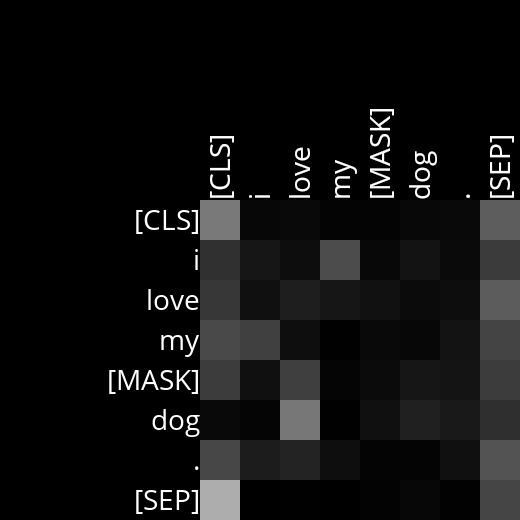 [CLS] i love my [MASK] dog . [SEP]
[CLS]
i
love
my
[MASK]
dog
.
[SEP]